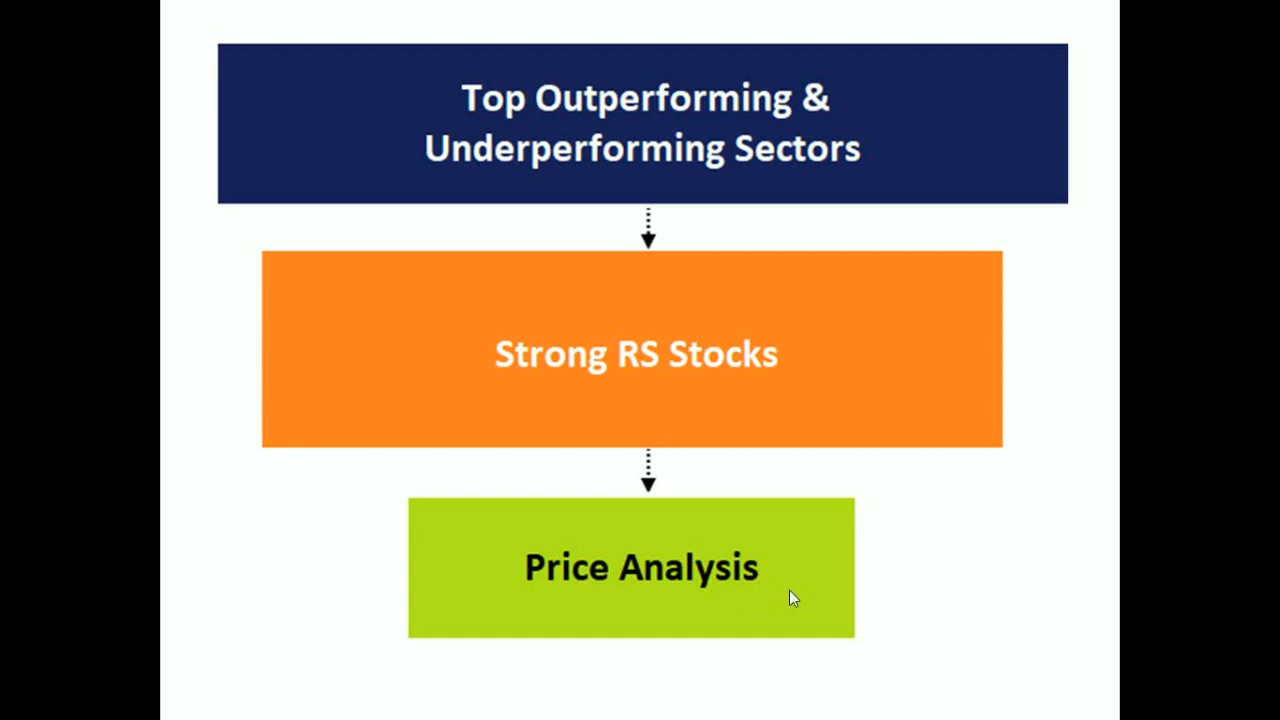 Top Outperforming &
Underperforming Sectors
Strong RS Stocks
Price Analysis